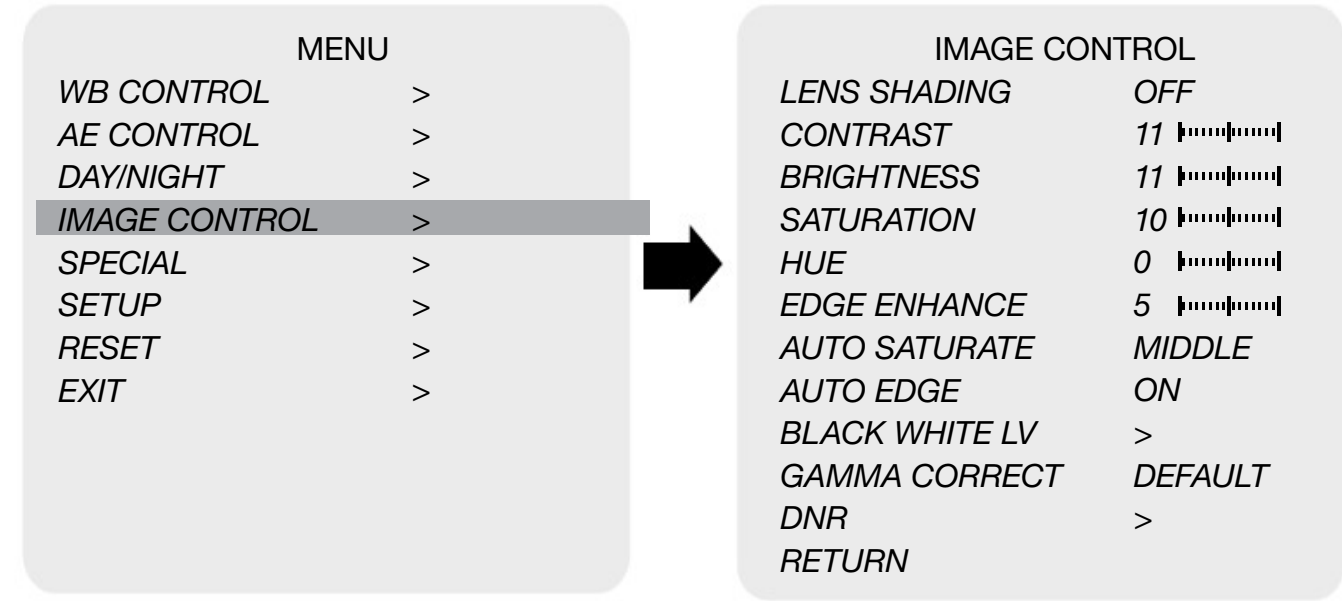 MENU
WB CONTROL >
AE CONTROL >
DAY/NIGHT >
IMAGE CONTROL >
SPECIAL >
SETUP >
RESET >
EXIT >
IMAGE CONTROL
LENS SHADING OFF
CONTRAST 11
BRIGHTNESS 11
SATURATION 10
HUE 0
EDGE ENHANCE 5
AUTO SATURATE MIDDLE
AUTO EDGE ON
BLACK WHITE LV >
GAMMA CORRECT DEFAULT
DNR >
RETURN